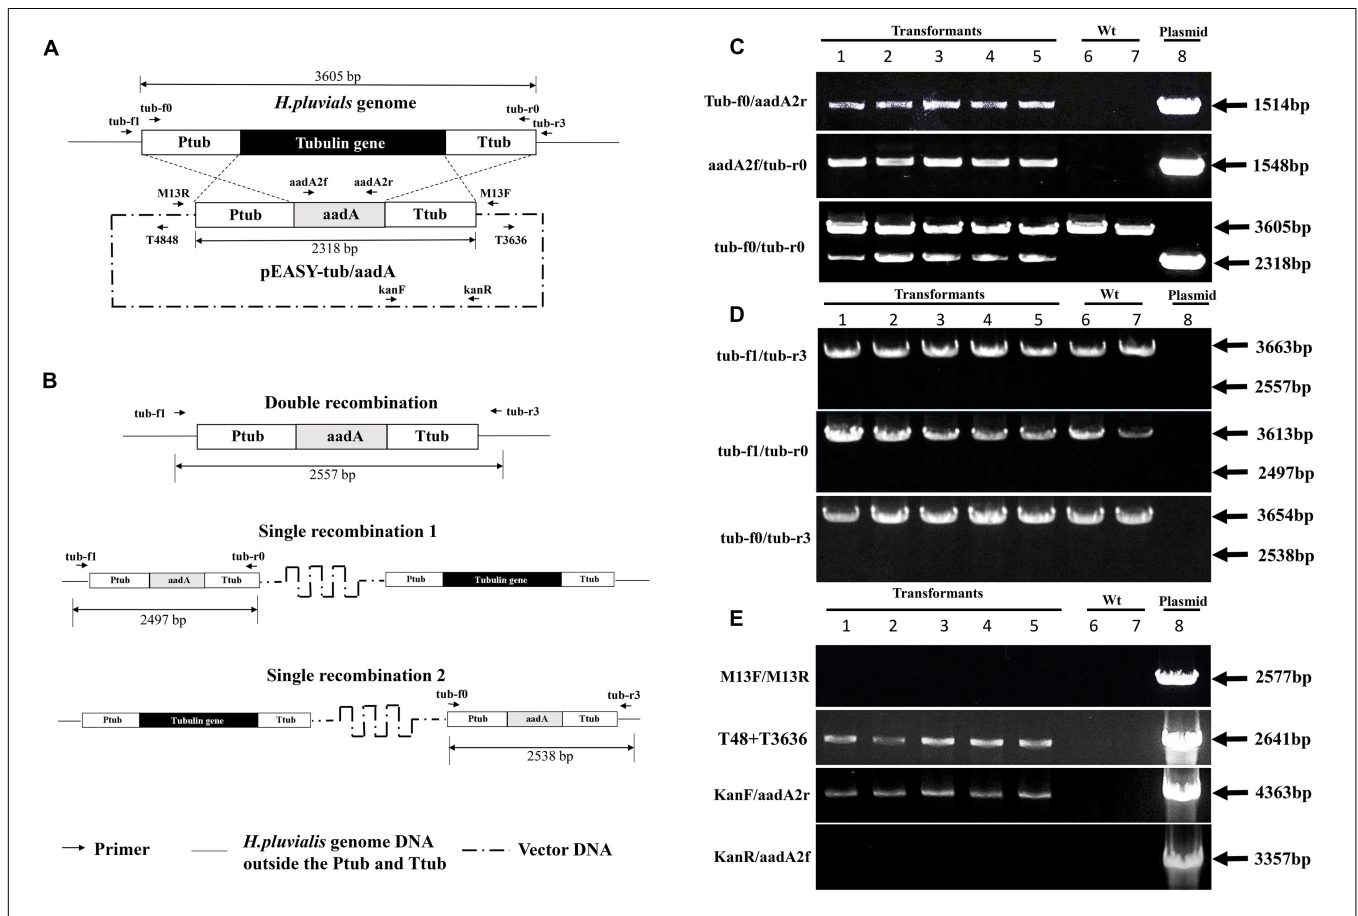 A
3605 bp
H.pluvials genome
tub-f0
tub-f1
tub-r0
tub-r3
Ptub
Tubulin gene
Ttub
M13R
aadA2f
aadA2r
M13F
Ptub
aadA
Ttub
T4848
T3636
2318 bp
pEASY-tub/aadA
kanF
kanR
B
Double recombination
tub-f1
tub-r3
Ptub
aadA
Ttub
2557 bp
Single recombination 1
tub-f1
tub-r0
Ptub
aadA
Ttub
Ptub
Tubulin gene
Ttub
2497 bp
Single recombination 2
tub-f0
tub-r3
Ptub
Tubulin gene
Ttub
Ptub
aadA
Ttub
2538 bp
Primer
H.pluvialis genome DNA
outside the Ptub and Ttub
Vector DNA
C
Transformants
Wt
Plasmid
1 2 3 4 5 6 7 8
Tub-f0/aadA2r
1514bp
aadA2f/tub-r0
1548bp
tub-f0/tub-r0
3605bp
2318bp
D
Transformants
Wt
Plasmid
1 2 3 4 5 6 7 8
tub-f1/tub-r3
3663bp
2557bp
tub-f1/tub-r0
3613bp
2497bp
tub-f0/tub-r3
3654bp
2538bp
E
Transformants
Wt
Plasmid
1 2 3 4 5 6 7 8
M13F/M13R
2577bp
T48+T3636
2641bp
KanF/aadA2r
4363bp
KanR/aadA2f
3357bp